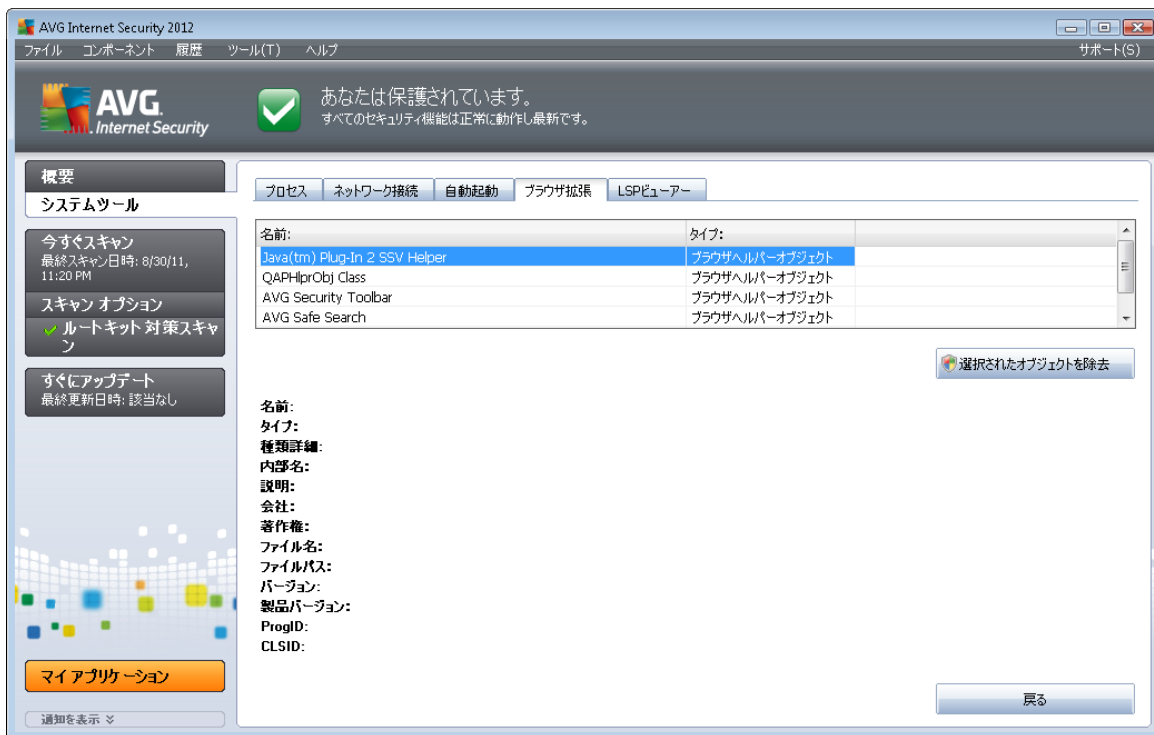 AVG Internet Security 2012
ファイル コンポーネント 履歴 ツール(T) ヘルプ サポート(S)
AVG.
Internet Security
あなたは保護されています。
すべてのセキュリティ機能は正常に動作し最新です。
概要
システムツール
今すぐスキャン
最終スキャン日時: 8/30/11,
11:20 PM
スキャン オプション
ルートキット 対策スキャ
ン
すぐにアップデート
最終更新日時: 該当なし
マイ アプリケーション
通知を表示
プロセス ネットワーク接続 自動起動 ブラウザ拡張 LSPビューアー
名前: タイプ:
Java(tm) Plug-In 2 SSV Helper ブラウザヘルパーオブジェクト
QAPHlprObj Class ブラウザヘルパーオブジェクト
AVG Security Toolbar ブラウザヘルパーオブジェクト
AVG Safe Search ブラウザヘルパーオブジェクト
選択されたオブジェクトを除去
名前:
タイプ:
種類詳細:
内部名:
説明:
会社:
著作権:
ファイル名:
ファイルパス:
バージョン:
製品バージョン:
ProgID:
CLSID:
戻る